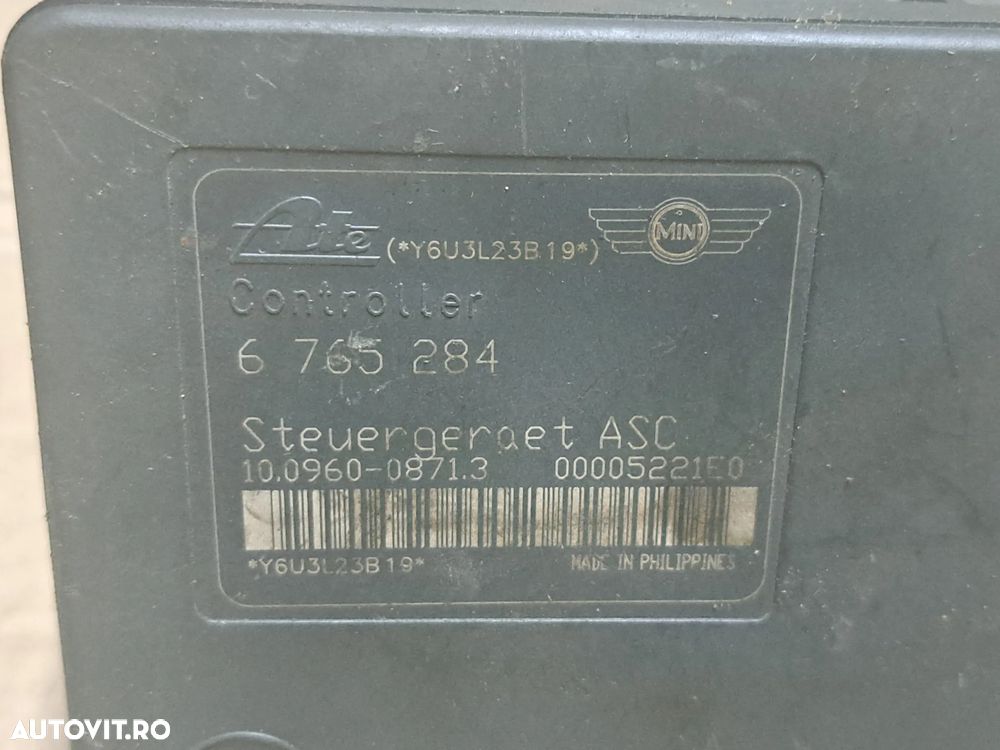 Ate (*Y6U3L23B19*) MINI
Controller
6 765 284
Steuergeraet ASC
10.0960-0871.3 00005221E0
*Y6U3L23B19* MADE IN PHILIPPINES
AUTOVIT.RO